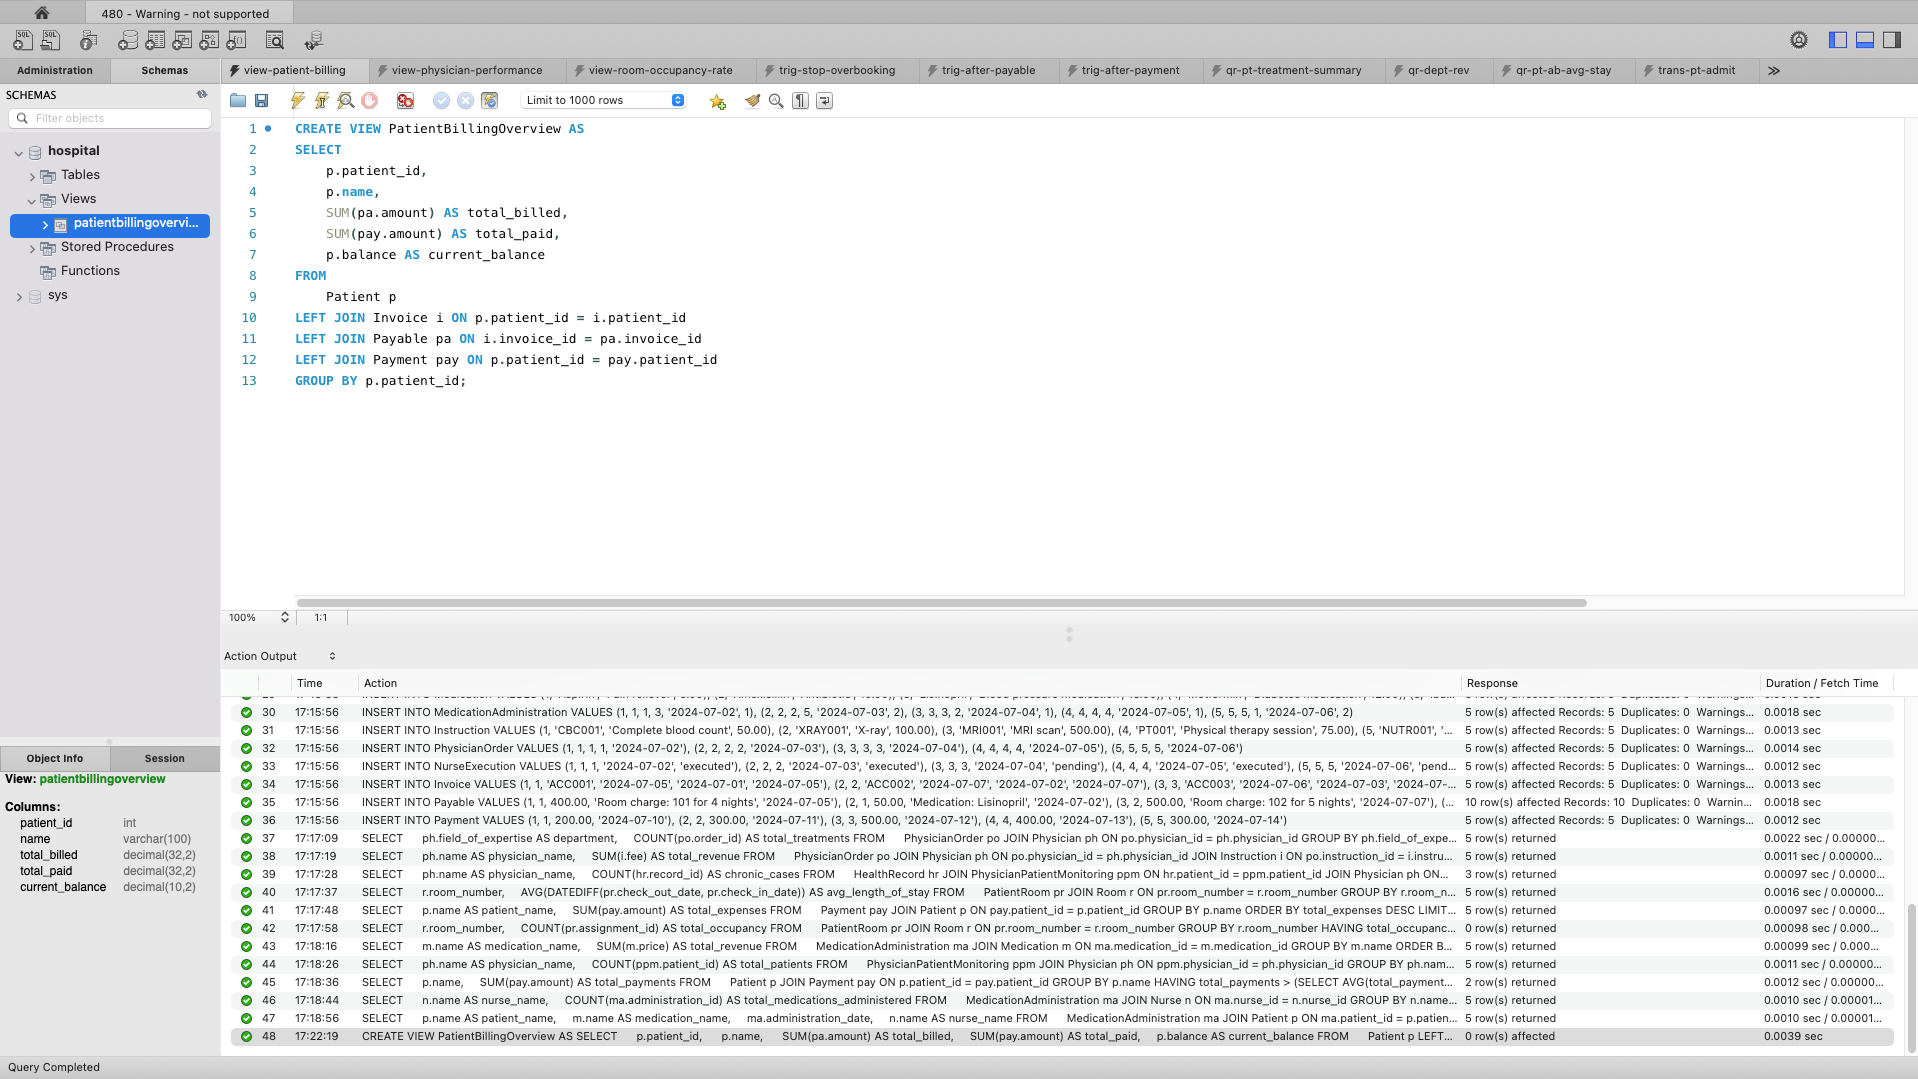 480 - Warning - not supported
Administration
Schemas
view-patient-billing
view-physician-performance
view-room-occupancy-rate
trig-stop-overbooking
trig-after-payable
trig-after-payment
qr-pt-treatment-summary
qr-dept-rev
qr-pt-ab-avg-stay
trans-pt-admit
SCHEMAS
Filter objects
hospital
Tables
Views
patientbillingovervi...
Stored Procedures
Functions
sys
Limit to 1000 rows
1 CREATE VIEW PatientBillingOverview AS
2 SELECT
3 p.patient_id,
4 p.name,
5 SUM(pa.amount) AS total_billed,
6 SUM(pay.amount) AS total_paid,
7 p.balance AS current_balance
8 FROM
9 Patient p
10 LEFT JOIN Invoice i ON p.patient_id = i.patient_id
11 LEFT JOIN Payable pa ON i.invoice_id = pa.invoice_id
12 LEFT JOIN Payment pay ON p.patient_id = pay.patient_id
13 GROUP BY p.patient_id;
100% 1:1
Action Output
Time Action Response Duration / Fetch Time
30 17:15:56 INSERT INTO MedicationAdministration VALUES (1, 1, 1, 3, '2024-07-02', 1), (2, 2, 2, 5, '2024-07-03', 2), (3, 3, 3, 2, '2024-07-04', 1), (4, 4, 4, 4, '2024-07-05', 1), (5, 5, 5, 1, '2024-07-06', 2) 5 row(s) affected Records: 5 Duplicates: 0 Warnings... 0.0018 sec
31 17:15:56 INSERT INTO Instruction VALUES (1, 'CBC001', 'Complete blood count', 50.00), (2, 'XRAY001', 'X-ray', 100.00), (3, 'MRI001', 'MRI scan', 500.00), (4, 'PT001', 'Physical therapy session', 75.00), (5, 'NUTR001', '... 5 row(s) affected Records: 5 Duplicates: 0 Warnings... 0.0013 sec
32 17:15:56 INSERT INTO PhysicianOrder VALUES (1, 1, 1, 1, '2024-07-02'), (2, 2, 2, 2, '2024-07-03'), (3, 3, 3, 3, '2024-07-04'), (4, 4, 4, 4, '2024-07-05'), (5, 5, 5, 5, '2024-07-06') 5 row(s) affected Records: 5 Duplicates: 0 Warnings... 0.0014 sec
33 17:15:56 INSERT INTO NurseExecution VALUES (1, 1, 1, '2024-07-02', 'executed'), (2, 2, 2, '2024-07-03', 'executed'), (3, 3, 3, '2024-07-04', 'pending'), (4, 4, 4, '2024-07-05', 'executed'), (5, 5, 5, '2024-07-06', 'pend... 5 row(s) affected Records: 5 Duplicates: 0 Warnings... 0.0012 sec
34 17:15:56 INSERT INTO Invoice VALUES (1, 1, 'ACC001', '2024-07-05', '2024-07-01', '2024-07-05'), (2, 2, 'ACC002', '2024-07-07', '2024-07-02', '2024-07-07'), (3, 3, 'ACC003', '2024-07-06', '2024-07-03', '2024-07-... 5 row(s) affected Records: 5 Duplicates: 0 Warnings... 0.0013 sec
35 17:15:56 INSERT INTO Payable VALUES (1, 1, 400.00, 'Room charge: 101 for 4 nights', '2024-07-05'), (2, 1, 50.00, 'Medication: Lisinopril', '2024-07-02'), (3, 2, 500.00, 'Room charge: 102 for 5 nights', '2024-07-07'), (... 10 row(s) affected Records: 10 Duplicates: 0 Warnin... 0.0018 sec
36 17:15:56 INSERT INTO Payment VALUES (1, 1, 200.00, '2024-07-10'), (2, 2, 300.00, '2024-07-11'), (3, 3, 500.00, '2024-07-12'), (4, 4, 400.00, '2024-07-13'), (5, 5, 300.00, '2024-07-14') 5 row(s) affected Records: 5 Duplicates: 0 Warnings... 0.0012 sec
37 17:17:09 SELECT ph.field_of_expertise AS department, COUNT(po.order_id) AS total_treatments FROM PhysicianOrder po JOIN Physician ph ON po.physician_id = ph.physician_id GROUP BY ph.field_of_expe... 5 row(s) returned 0.0022 sec / 0.00000...
38 17:17:19 SELECT ph.name AS physician_name, SUM(i.fee) AS total_revenue FROM PhysicianOrder po JOIN Physician ph ON po.physician_id = ph.physician_id JOIN Instruction i ON po.instruction_id = i.instru... 5 row(s) returned 0.0011 sec / 0.00000...
39 17:17:28 SELECT ph.name AS physician_name, COUNT(hr.record_id) AS chronic_cases FROM HealthRecord hr JOIN PhysicianPatientMonitoring ppm ON hr.patient_id = ppm.patient_id JOIN Physician ph ON... 3 row(s) returned 0.00097 sec / 0.0000...
40 17:17:37 SELECT r.room_number, AVG(DATEDIFF(pr.check_out_date, pr.check_in_date)) AS avg_length_of_stay FROM PatientRoom pr JOIN Room r ON pr.room_number = r.room_number GROUP BY r.room_n... 5 row(s) returned 0.0016 sec / 0.00000...
41 17:17:48 SELECT p.name AS patient_name, SUM(pay.amount) AS total_expenses FROM Payment pay JOIN Patient p ON pay.patient_id = p.patient_id GROUP BY p.name ORDER BY total_expenses DESC LIMIT... 5 row(s) returned 0.00097 sec / 0.0000...
42 17:17:58 SELECT r.room_number, COUNT(pr.assignment_id) AS total_occupancy FROM PatientRoom pr JOIN Room r ON pr.room_number = r.room_number GROUP BY r.room_number HAVING total_occupanc... 0 row(s) returned 0.00098 sec / 0.000...
43 17:18:16 SELECT m.name AS medication_name, SUM(m.price) AS total_revenue FROM MedicationAdministration ma JOIN Medication m ON ma.medication_id = m.medication_id GROUP BY m.name ORDER B... 5 row(s) returned 0.00099 sec / 0.000...
44 17:18:26 SELECT ph.name AS physician_name, COUNT(ppm.patient_id) AS total_patients FROM PhysicianPatientMonitoring ppm JOIN Physician ph ON ppm.physician_id = ph.physician_id GROUP BY ph.nam... 5 row(s) returned 0.0011 sec / 0.0000...
45 17:18:36 SELECT p.name, SUM(pay.amount) AS total_payments FROM Patient p JOIN Payment pay ON p.patient_id = pay.patient_id GROUP BY p.name HAVING total_payments > (SELECT AVG(total_payment... 2 row(s) returned 0.0012 sec / 0.0000...
46 17:18:44 SELECT n.name AS nurse_name, COUNT(ma.administration_id) AS total_medications_administered FROM MedicationAdministration ma JOIN Nurse n ON ma.nurse_id = n.nurse_id GROUP BY n.name... 5 row(s) returned 0.0010 sec / 0.00001...
47 17:18:56 SELECT p.name AS patient_name, m.name AS medication_name, ma.administration_date, n.name AS nurse_name FROM MedicationAdministration ma JOIN Patient p ON ma.patient_id = p.patien... 5 row(s) returned 0.0010 sec / 0.00001...
48 17:22:19 CREATE VIEW PatientBillingOverview AS SELECT p.patient_id, p.name, SUM(pa.amount) AS total_billed, SUM(pay.amount) AS total_paid, p.balance AS current_balance FROM Patient p LEFT... 0 row(s) affected 0.0039 sec
Object Info
Session
View: patientbillingoverview
Columns:
patient_id int
name varchar(100)
total_billed decimal(32,2)
total_paid decimal(32,2)
current_balance decimal(10,2)
Query Completed